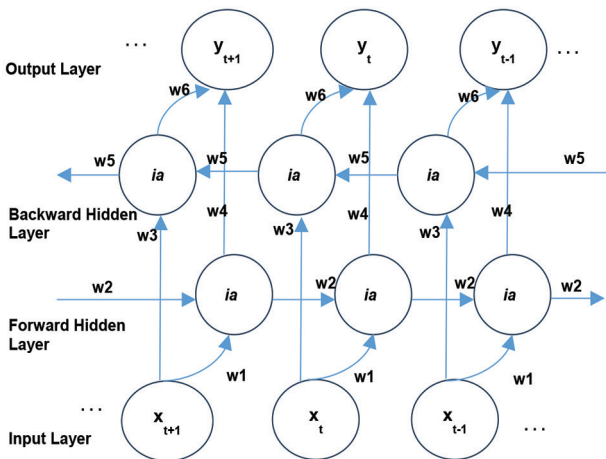 ... y t+1 y t y t-1 ...
Output Layer
w6 w6 w6
w5 ia w5 ia w5 ia w5
Backward Hidden
Layer
w3 w4 w3 w4 w3 w4
w2 ia w2 ia w2 ia w2
Forward Hidden
Layer
w1 w1 w1
... x t+1 x t x t-1 ...
Input Layer